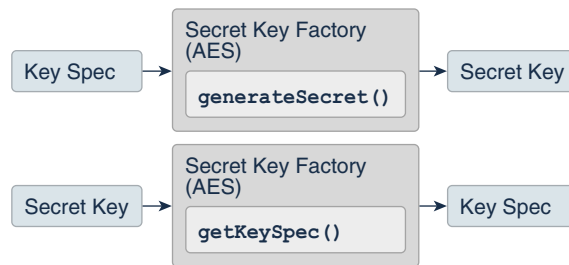 Secret Key Factory
(AES)
Key Spec
generateSecret()
Secret Key
Secret Key Factory
(AES)
Secret Key
getKeySpec()
Key Spec